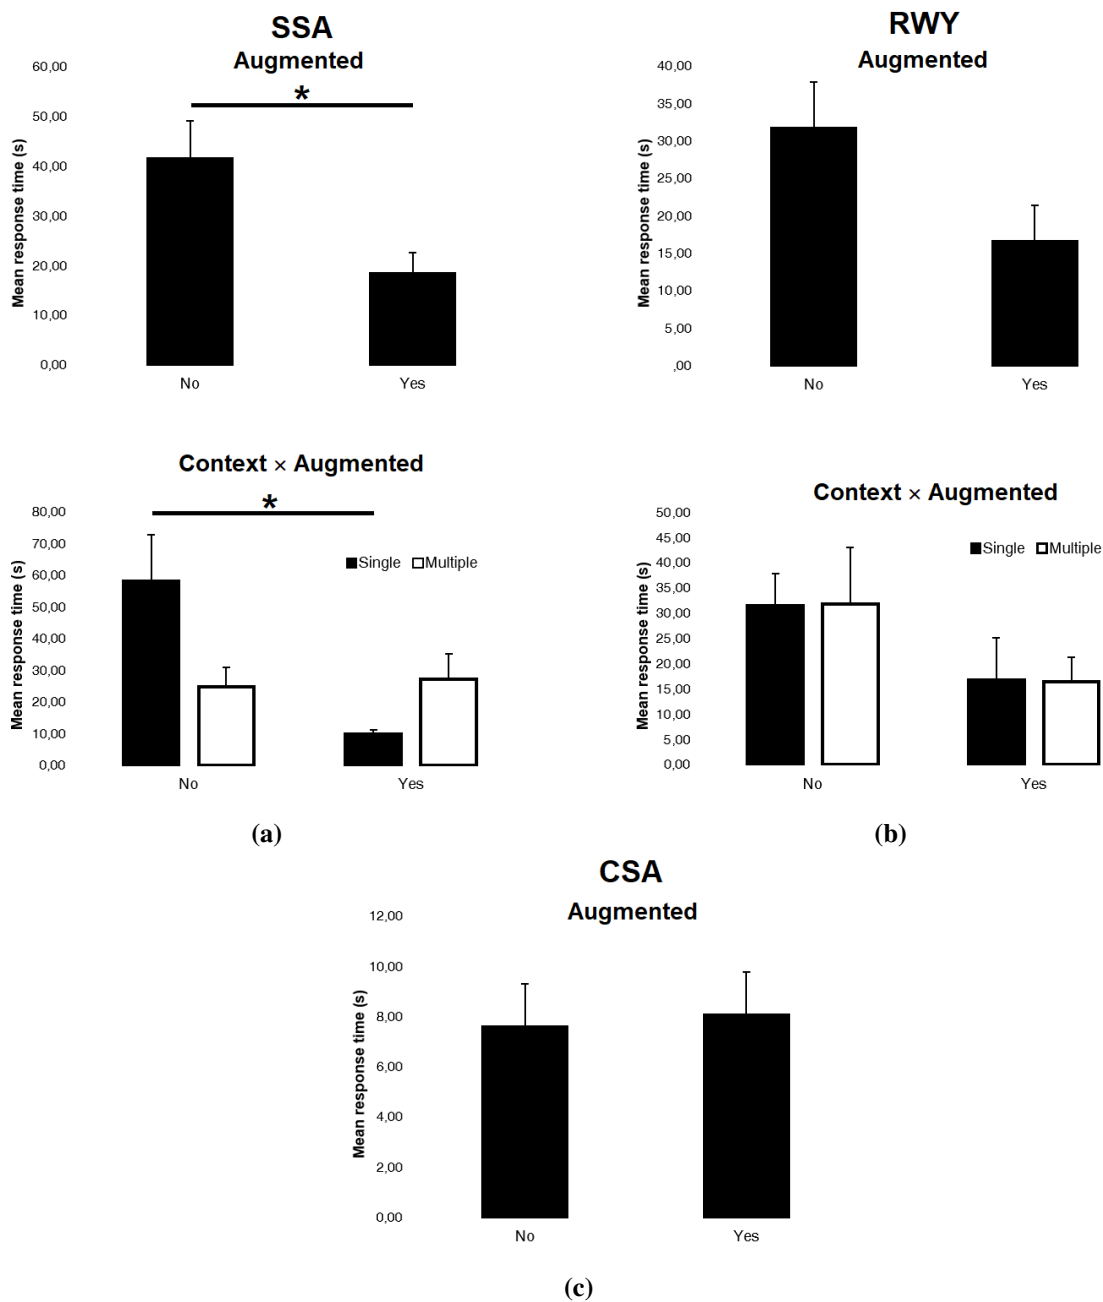 SSA
Augmented
60,00
50,00
40,00
30,00
20,00
10,00
0,00
Mean response time (s)
*
No
Yes
RWY
Augmented
40,00
35,00
30,00
25,00
20,00
15,00
10,00
5,00
,00
Mean response time (s)
No
Yes
Context × Augmented
80,00
70,00
60,00
50,00
40,00
30,00
20,00
10,00
0,00
Mean response time (s)
*
Single Multiple
No
Yes
(a)
Context × Augmented
50,00
45,00
40,00
35,00
30,00
25,00
20,00
15,00
10,00
5,00
0,00
Mean response time (s)
Single Multiple
No
Yes
(b)
CSA
Augmented
12,00
10,00
8,00
6,00
4,00
2,00
0,00
Mean response time (s)
No
Yes
(c)